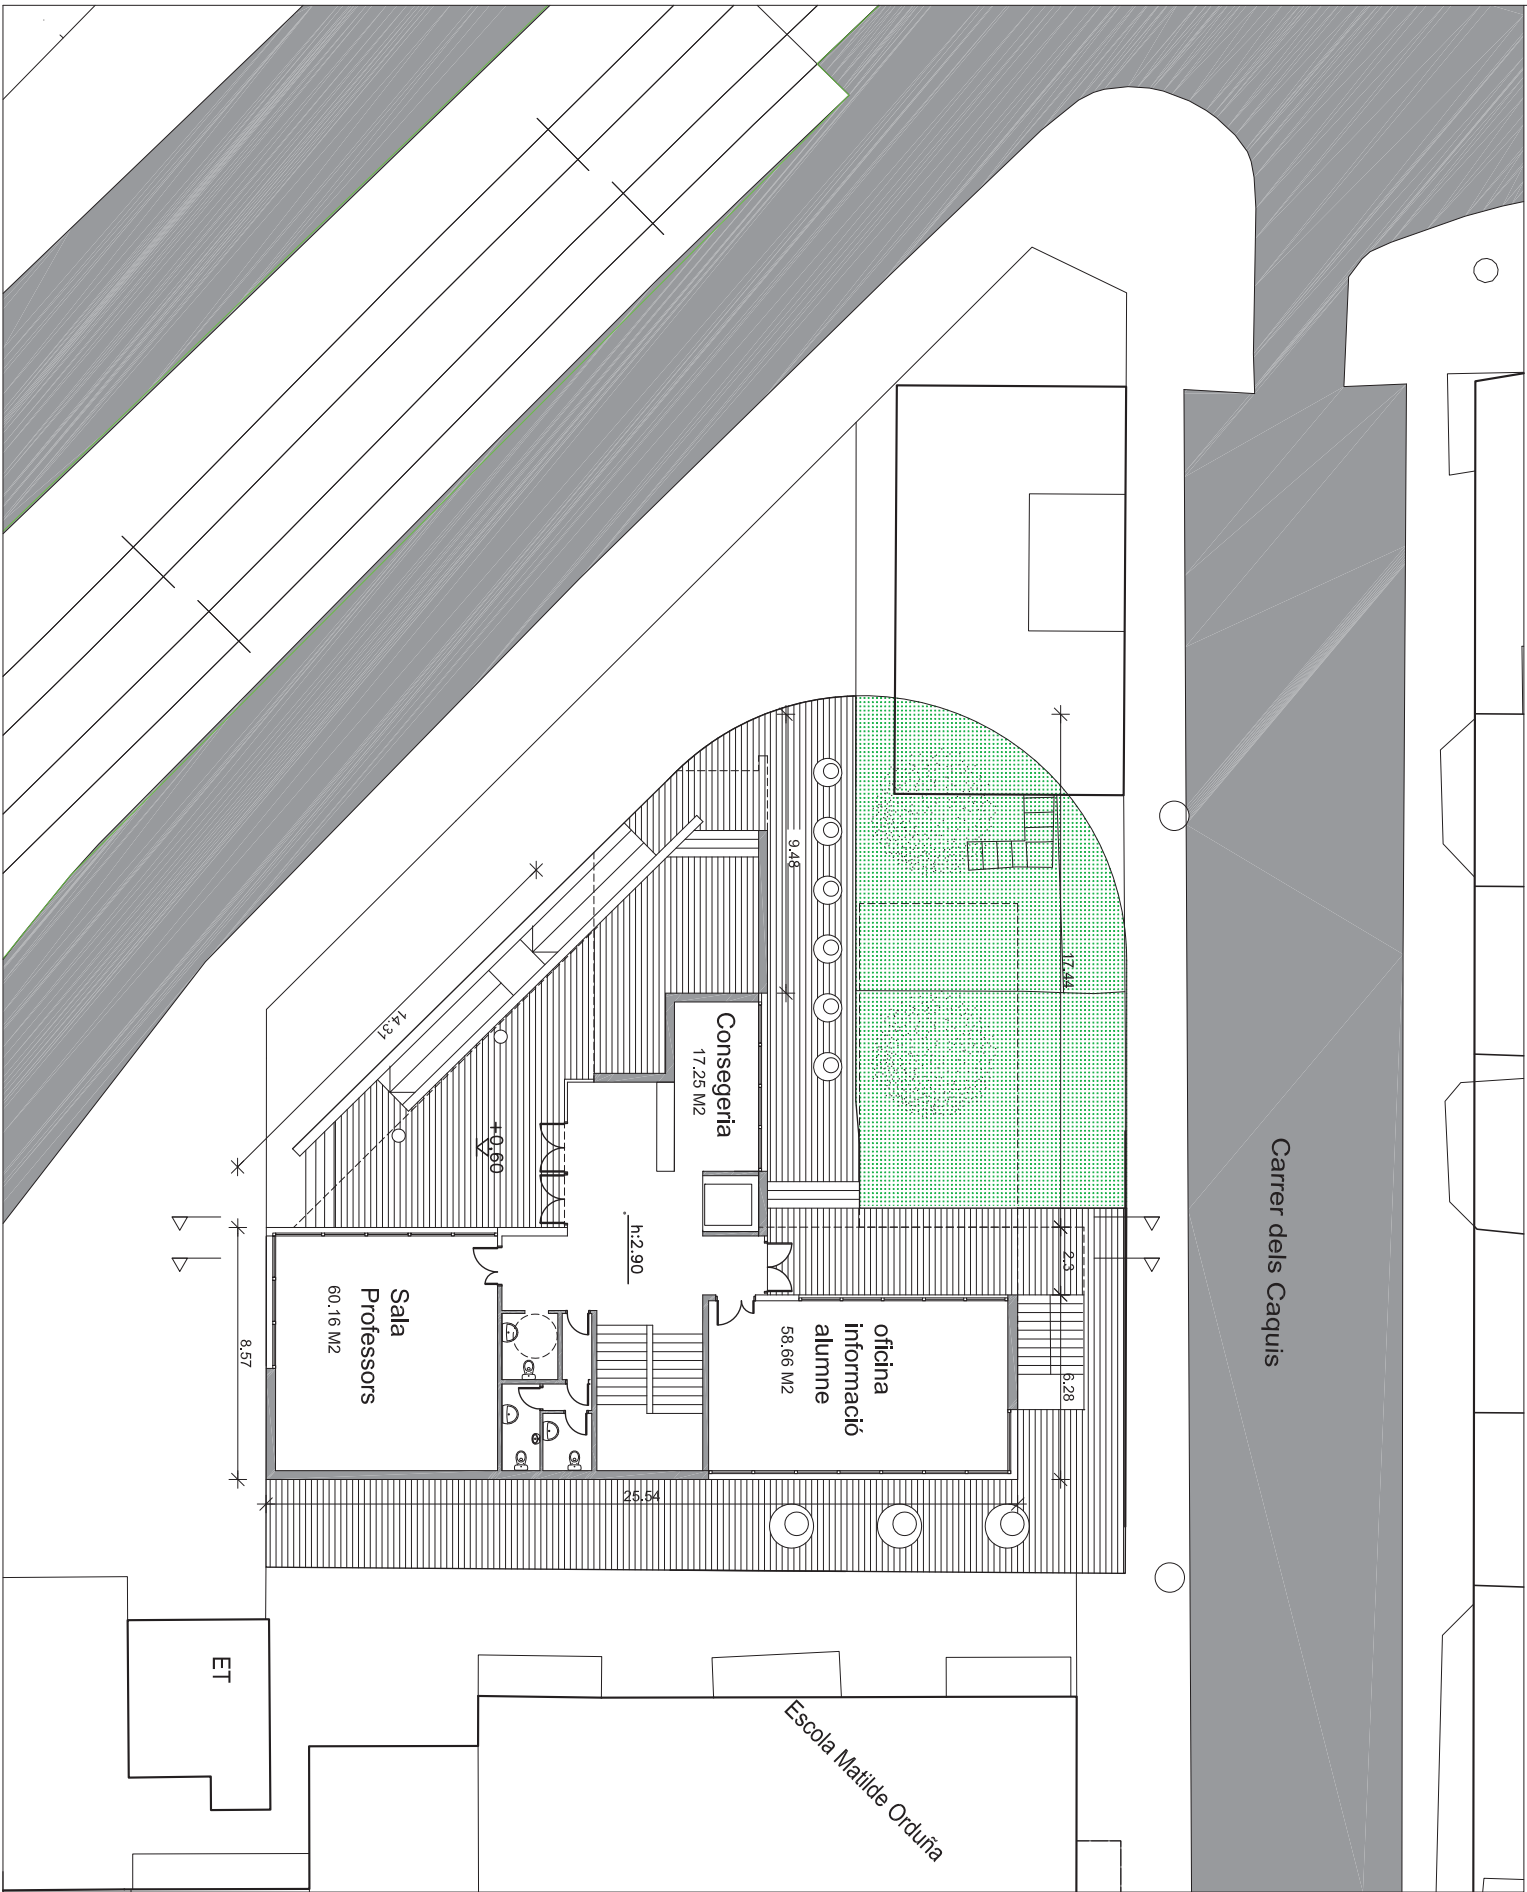 Carrer dels Caquis
17.44
2.3
6.28
9.48
Consegeria
17.25 M2
oficina
informació
alumne
58.66 M2
h:2.90
+0.60
14.31
Sala
Professors
60.16 M2
8.57
25.54
ET
Escola Matilde Orduña